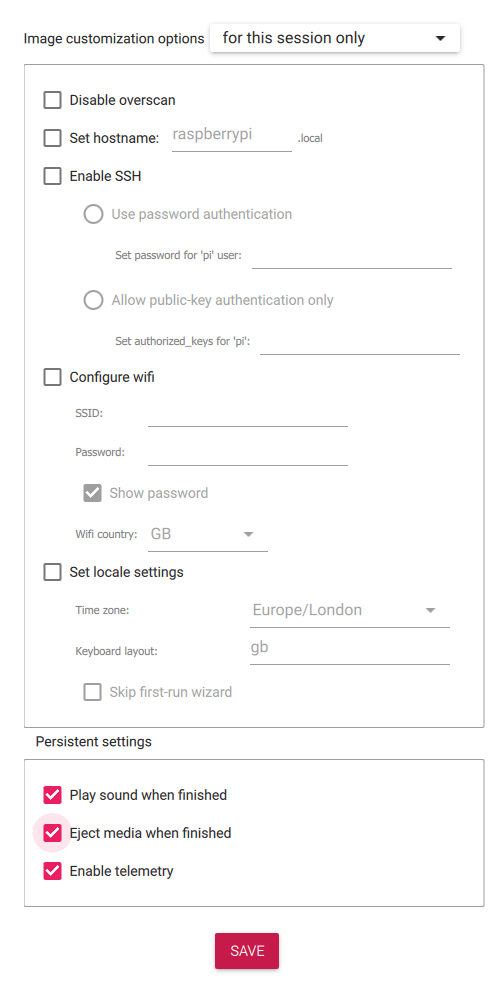 Image customization options for this session only
Disable overscan
Set hostname: raspberrypi .local
Enable SSH
Use password authentication
Set password for 'pi' user:
Allow public-key authentication only
Set authorized_keys for 'pi':
Configure wifi
SSID:
Password:
Show password
Wifi country: GB
Set locale settings
Time zone: Europe/London
Keyboard layout: gb
Skip first-run wizard
Persistent settings
Play sound when finished
Eject media when finished
Enable telemetry
SAVE